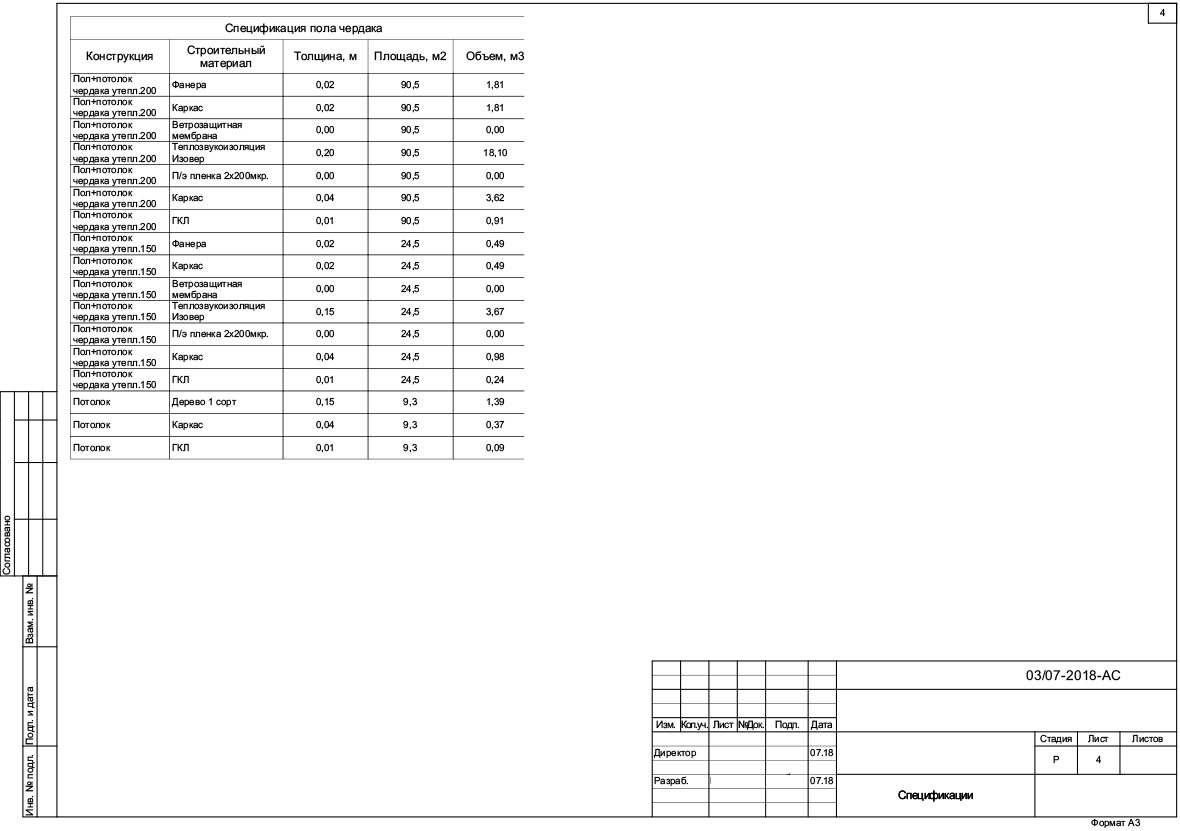 4
Спецификация пола чердака
Конструкция Строительный материал Толщина, м Площадь, м2 Объем, м3
Пол+потолок чердака утепл.200 Фанера 0,02 90,5 1,81
Пол+потолок чердака утепл.200 Каркас 0,02 90,5 1,81
Пол+потолок чердака утепл.200 Ветрозащитная мембрана 0,00 90,5 0,00
Пол+потолок чердака утепл.200 Теплозвукоизоляция Изовер 0,20 90,5 18,10
Пол+потолок чердака утепл.200 П/э пленка 2х200мкр. 0,00 90,5 0,00
Пол+потолок чердака утепл.200 Каркас 0,04 90,5 3,62
Пол+потолок чердака утепл.200 ГКЛ 0,01 90,5 0,91
Пол+потолок чердака утепл.150 Фанера 0,02 24,5 0,49
Пол+потолок чердака утепл.150 Каркас 0,02 24,5 0,49
Пол+потолок чердака утепл.150 Ветрозащитная мембрана 0,00 24,5 0,00
Пол+потолок чердака утепл.150 Теплозвукоизоляция Изовер 0,15 24,5 3,67
Пол+потолок чердака утепл.150 П/э пленка 2х200мкр. 0,00 24,5 0,00
Пол+потолок чердака утепл.150 Каркас 0,04 24,5 0,98
Пол+потолок чердака утепл.150 ГКЛ 0,01 24,5 0,24
Потолок Дерево 1 сорт 0,15 9,3 1,39
Потолок Каркас 0,04 9,3 0,37
Потолок ГКЛ 0,01 9,3 0,09
Согласовано
Взам. инв. №
Подп. и дата
Инв. № подл.
03/07-2018-АС
Изм. Кол.уч. Лист №Док. Подп. Дата
Стадия Лист Листов
Директор 07.18
Р 4
Разраб. 07.18
Спецификации
Формат А3